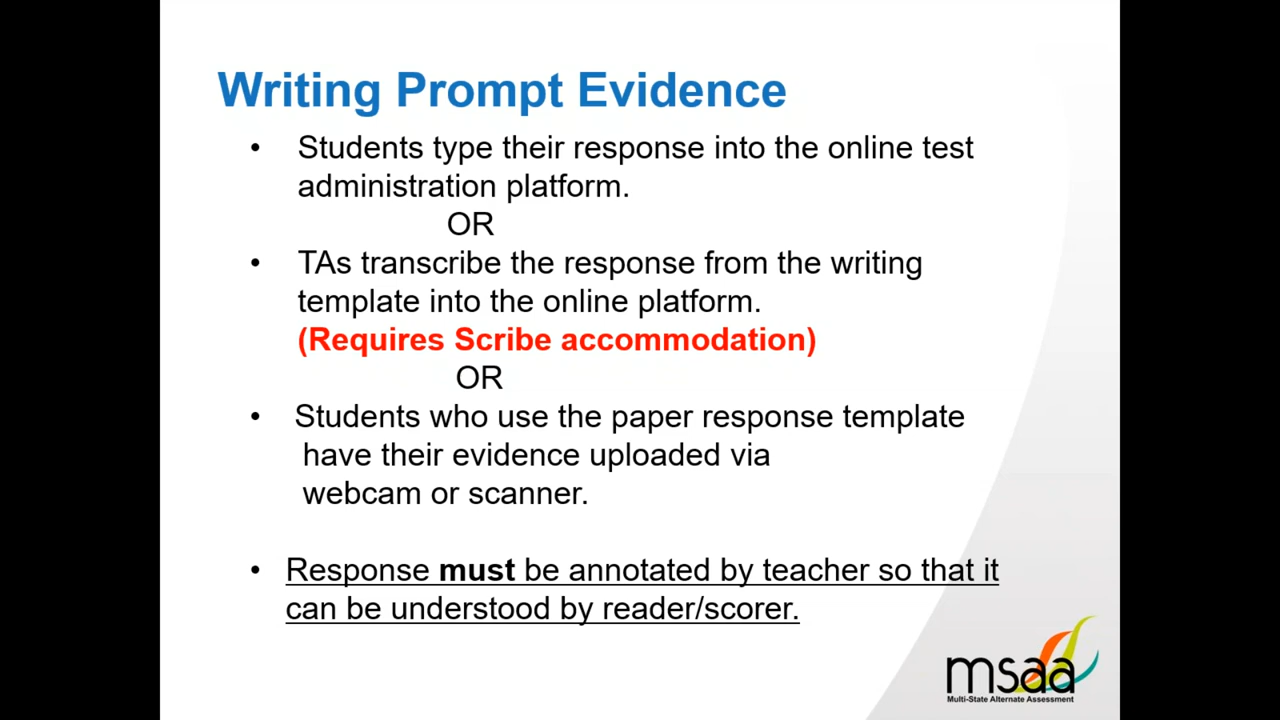 Writing Prompt Evidence
• Students type their response into the online test
administration platform.
OR
• TAs transcribe the response from the writing
template into the online platform.
(Requires Scribe accommodation)
OR
• Students who use the paper response template
have their evidence uploaded via
webcam or scanner.
• Response must be annotated by teacher so that it
can be understood by reader/scorer.
msaa
Multi-State Alternate Assessment